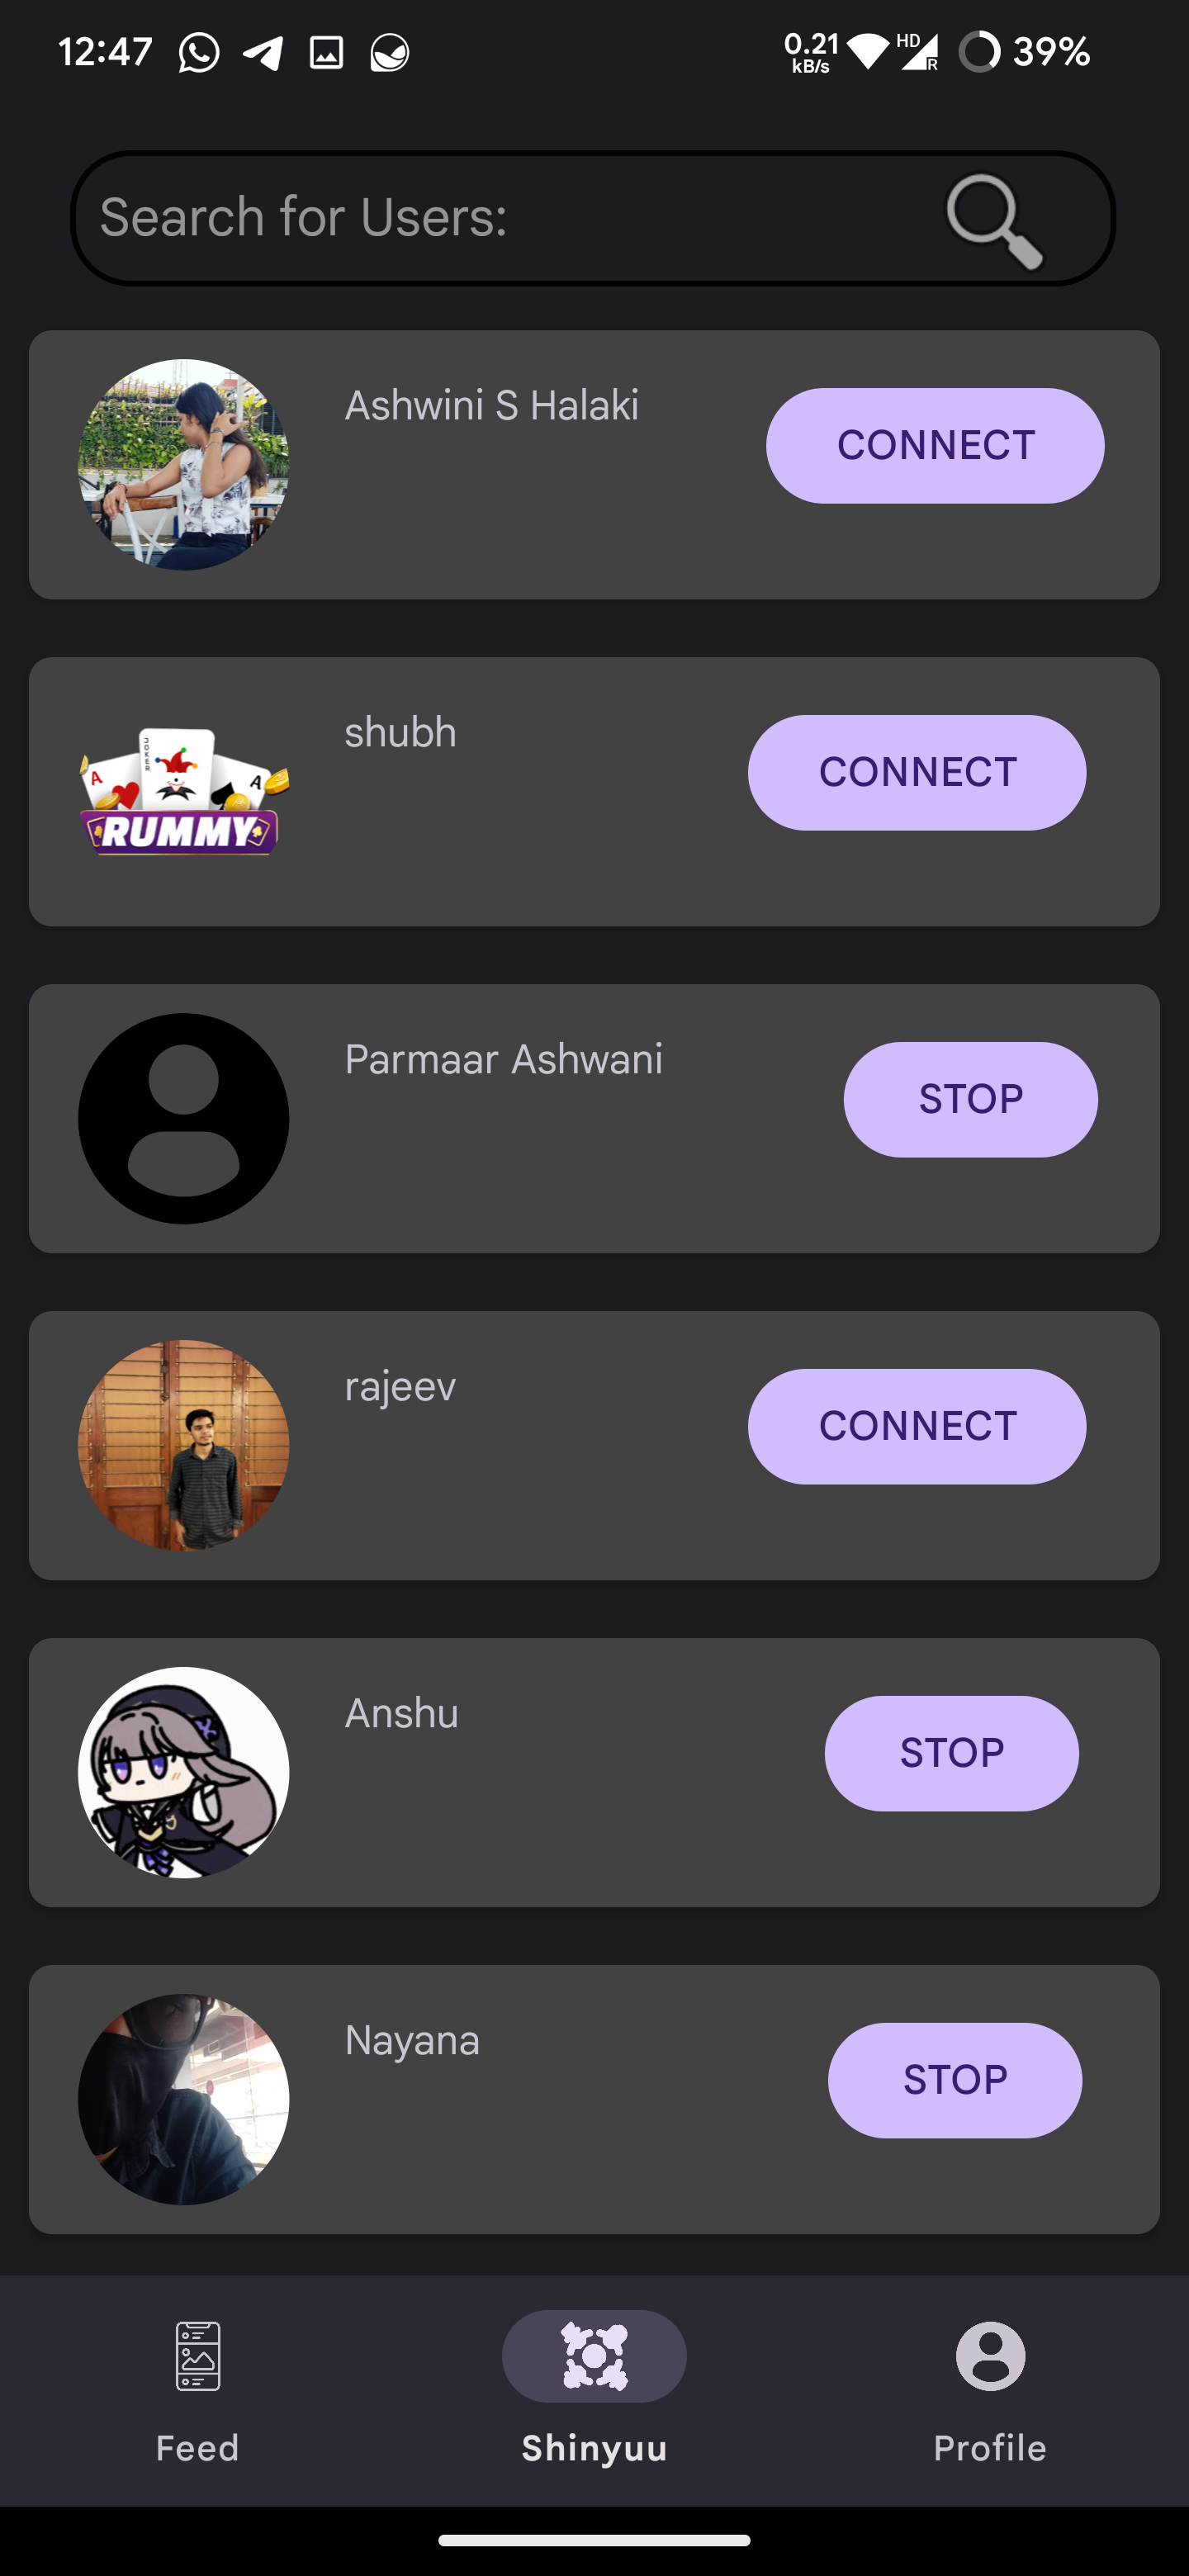 12:47
0.21 kB/s HD R 39%
Search for Users:
Ashwini S Halaki
CONNECT
shubh
CONNECT
JOKER
A
A
RUMMY
Parmaar Ashwani
STOP
rajeev
CONNECT
Anshu
STOP
Nayana
STOP
Feed
Shinyuu
Profile